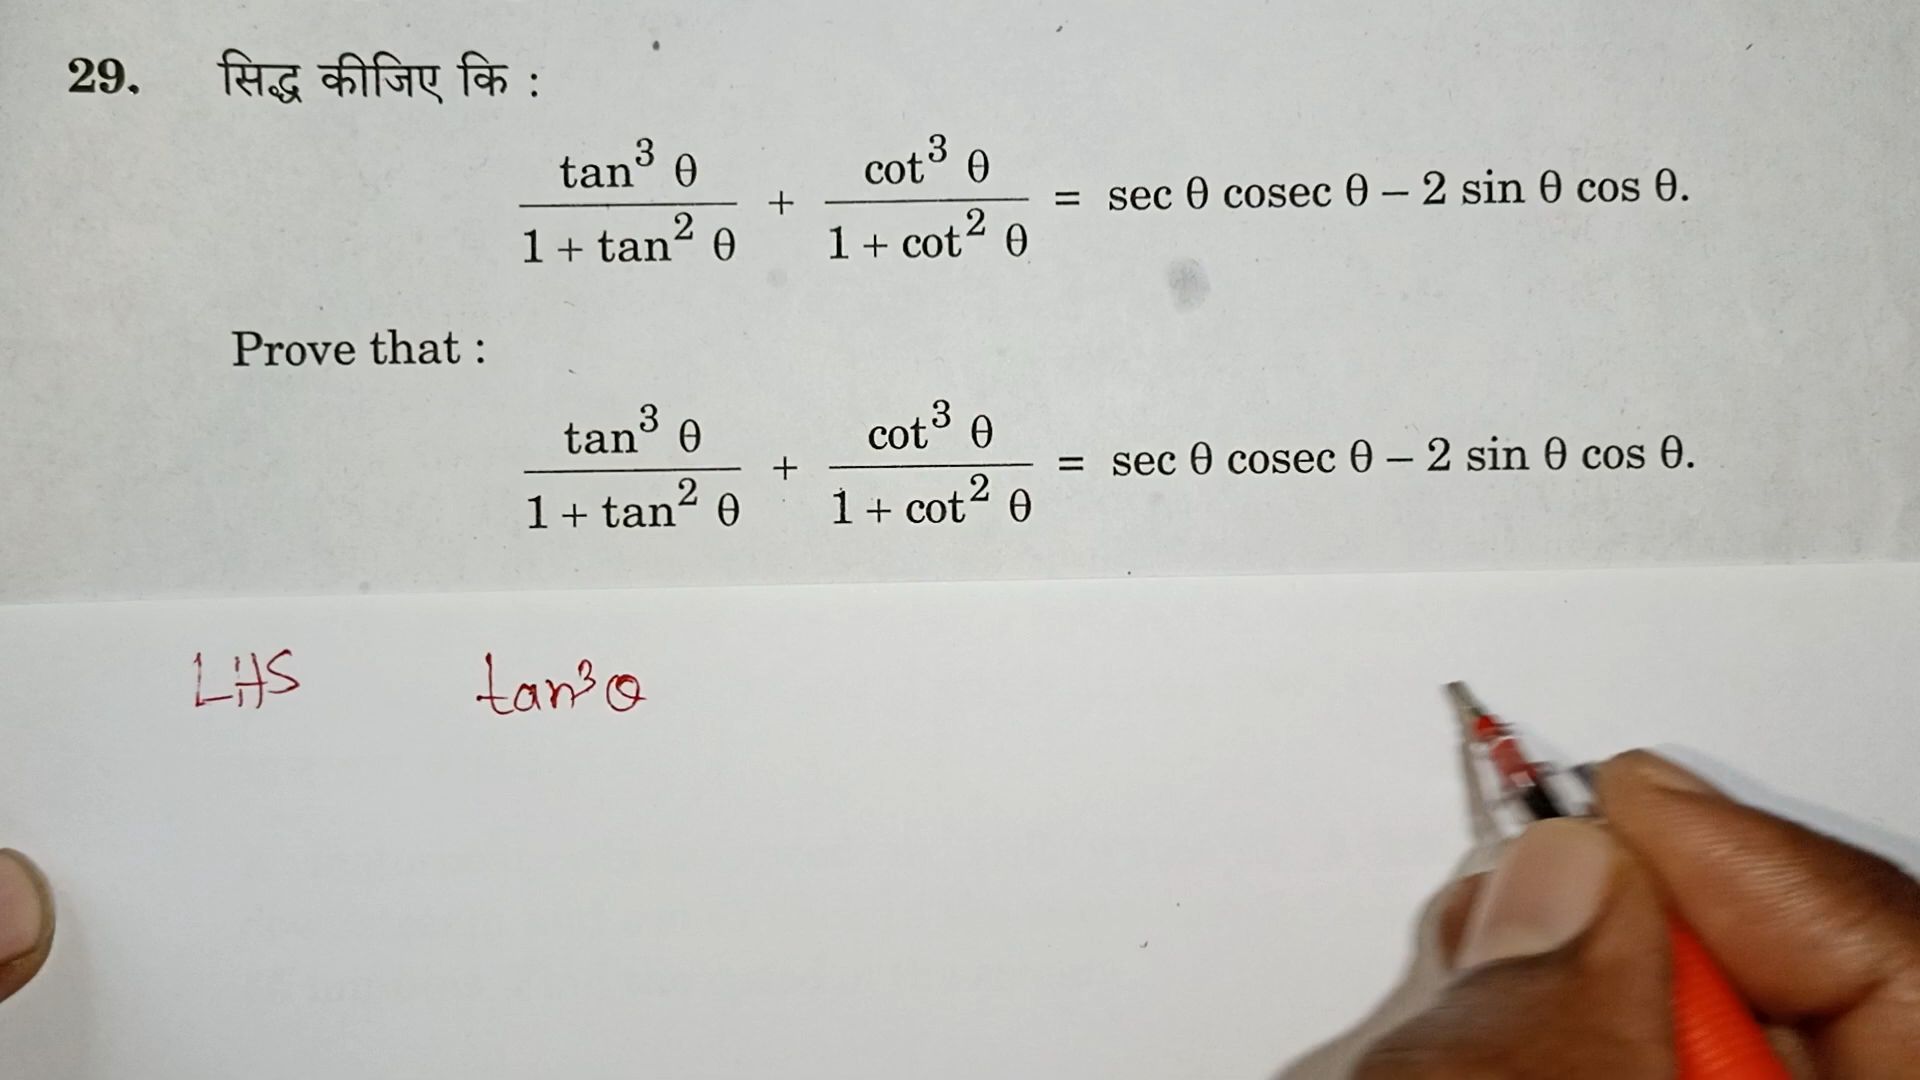 29. सिद्ध कीजिए कि :
tan³ θ / 1 + tan² θ + cot³ θ / 1 + cot² θ = sec θ cosec θ – 2 sin θ cos θ.
Prove that :
tan³ θ / 1 + tan² θ + cot³ θ / 1 + cot² θ = sec θ cosec θ – 2 sin θ cos θ.
LHS tan³θ